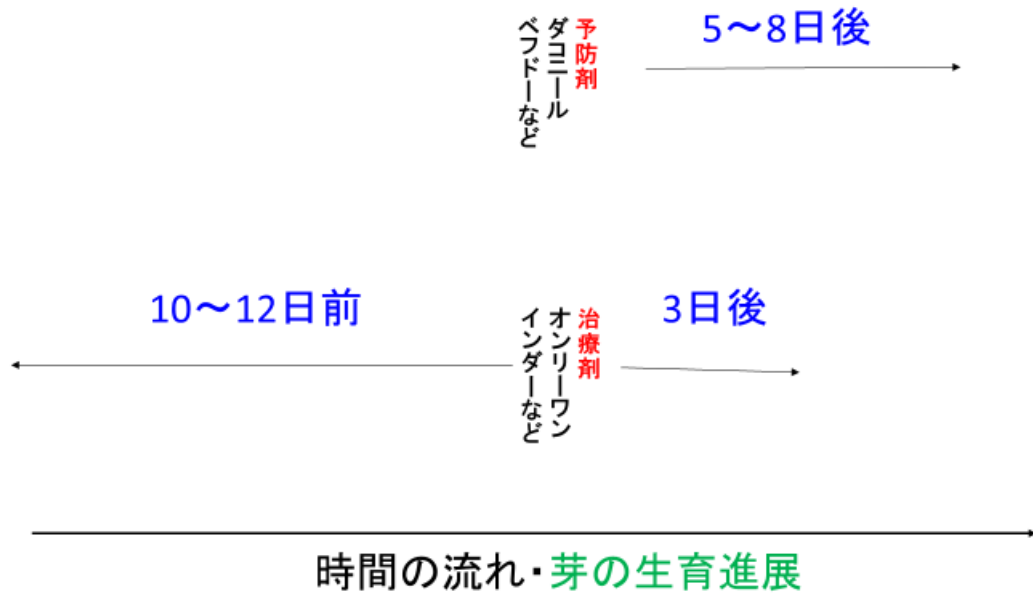 予防剤
ダコニール
ベフドーなど
5～8日後
10～12日前
治療剤
オンリーワン
インダーなど
3日後
時間の流れ・芽の生育進展